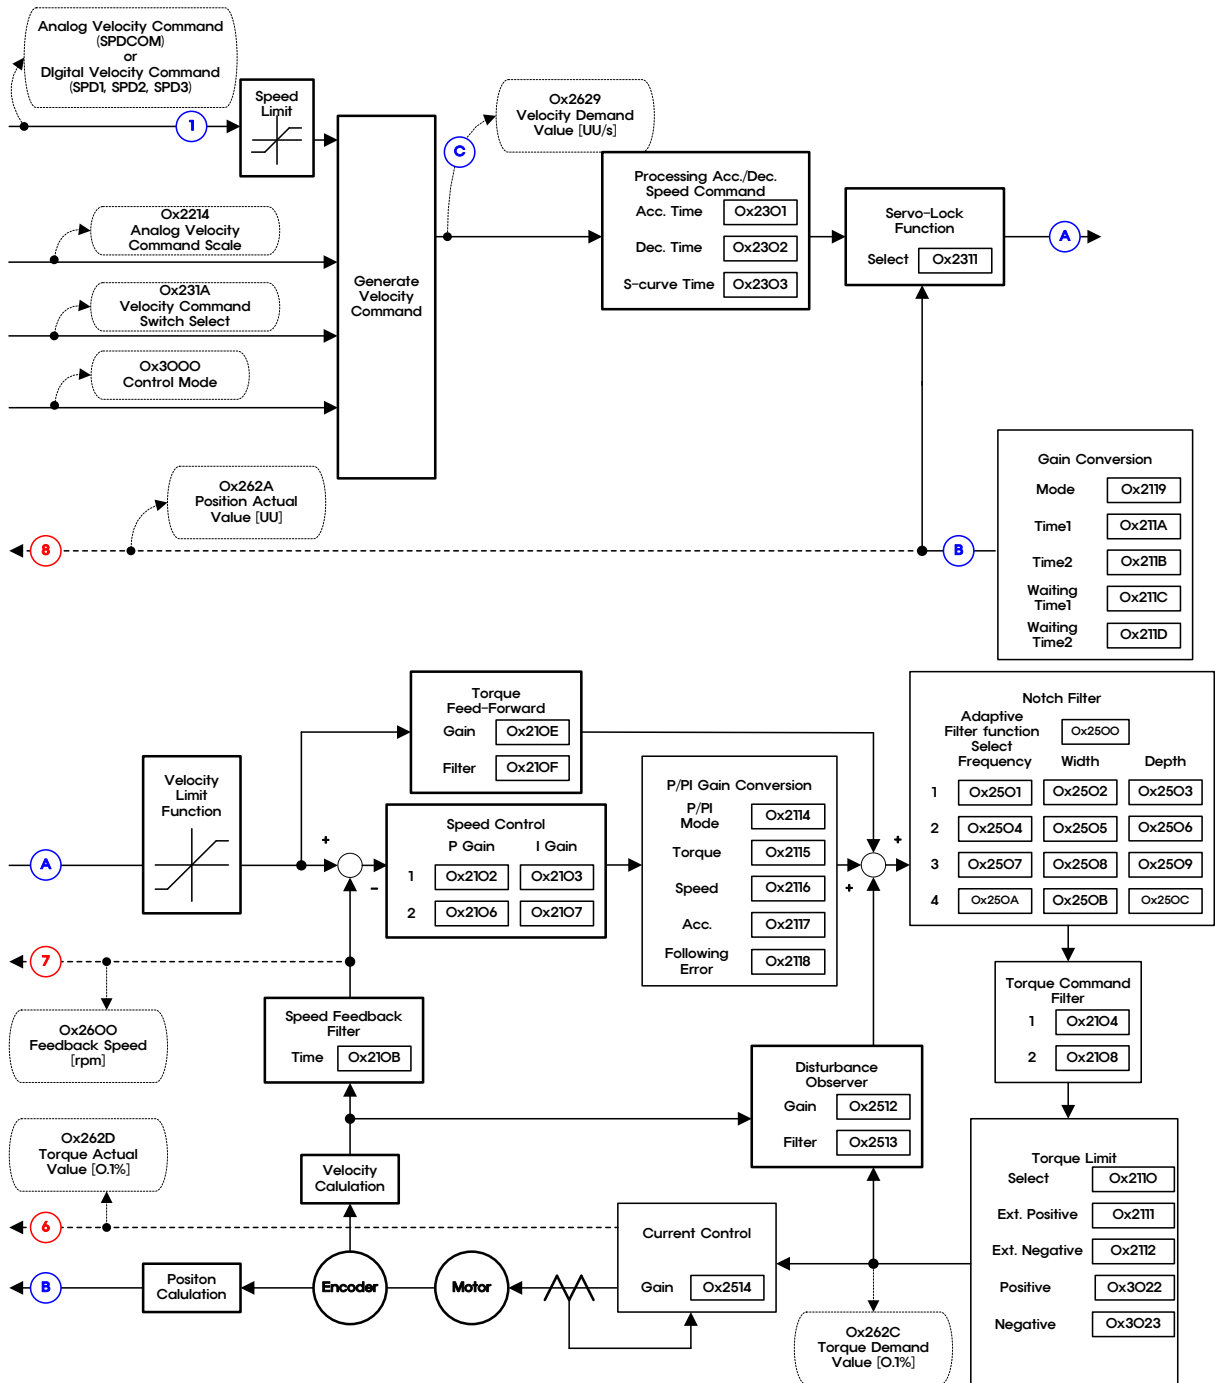 Analog Velocity Command
(SPDCOM)
or
DIgital Velocity Command
(SPD1, SPD2, SPD3)
1
Speed
Limit
C
0x2629
Velocity Demand
Value [UU/s]
0x2214
Analog Velocity
Command Scale
0x231A
Velocity Command
Switch Select
0x3000
Control Mode
Generate
Velocity
Command
Processing Acc./Dec.
Speed Command
Acc. Time 0x2301
Dec. Time 0x2302
S-curve Time 0x2303
Servo-Lock
Function
Select 0x2311
A
0x262A
Position Actual
Value [UU]
8
B
Gain Conversion
Mode 0x2119
Time1 0x211A
Time2 0x211B
Waiting
Time1 0x211C
Waiting
Time2 0x211D
A
Velocity
Limit
Function
Torque
Feed-Forward
Gain 0x210E
Filter 0x210F
+
-
Speed Control
P Gain I Gain
1 0x2102 0x2103
2 0x2106 0x2107
P/PI Gain Conversion
P/PI
Mode 0x2114
Torque 0x2115
Speed 0x2116
Acc. 0x2117
Following
Error 0x2118
+
+
Notch Filter
Adaptive
Filter function
Select 0x2500
Frequency Width Depth
1 0x2501 0x2502 0x2503
2 0x2504 0x2505 0x2506
3 0x2507 0x2508 0x2509
4 0x250A 0x250B 0x250C
7
0x2600
Feedback Speed
[rpm]
Speed Feedback
Filter
Time 0x210B
Torque Command
Filter
1 0x2104
2 0x2108
Disturbance
Observer
Gain 0x2512
Filter 0x2513
0x262D
Torque Actual
Value [0.1%]
6
Velocity
Calulation
Torque Limit
Select 0x2110
Ext. Positive 0x2111
Ext. Negative 0x2112
Positive 0x3022
Negative 0x3023
Current Control
Gain 0x2514
B
Positon
Calulation
Encoder
Motor
0x262C
Torque Demand
Value [0.1%]